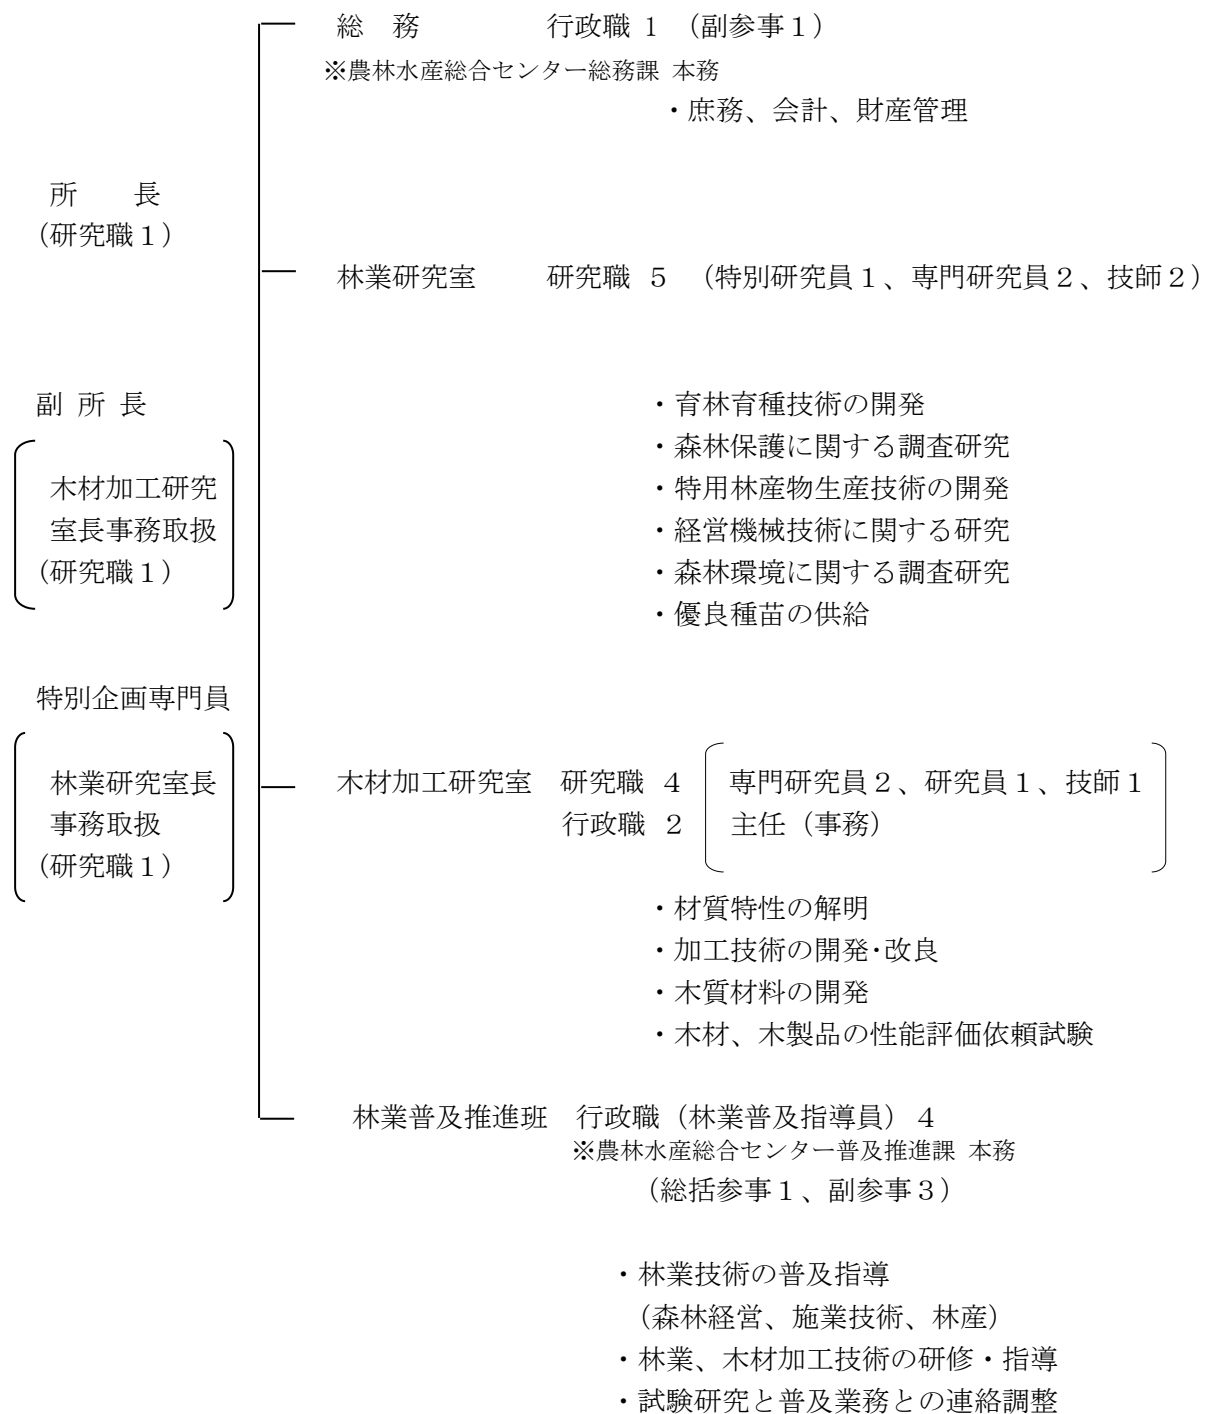 総　務　　　行政職 1 （副参事１）
※農林水産総合センター総務課 本務
・庶務、会計、財産管理
所　　長
（研究職１）
林業研究室　　研究職 5 （特別研究員１、専門研究員２、技師２）
副 所 長
木材加工研究
室長事務取扱
（研究職１）
・育林育種技術の開発
・森林保護に関する調査研究
・特用林産物生産技術の開発
・経営機械技術に関する研究
・森林環境に関する調査研究
・優良種苗の供給
特別企画専門員
林業研究室長
事務取扱
（研究職１）
木材加工研究室　研究職 4　専門研究員２、研究員１、技師１
行政職 2　主任（事務）
・材質特性の解明
・加工技術の開発･改良
・木質材料の開発
・木材、木製品の性能評価依頼試験
林業普及推進班　行政職（林業普及指導員）4
※農林水産総合センター普及推進課 本務
（総括参事１、副参事３）
・林業技術の普及指導
（森林経営、施業技術、林産）
・林業、木材加工技術の研修・指導
・試験研究と普及業務との連絡調整